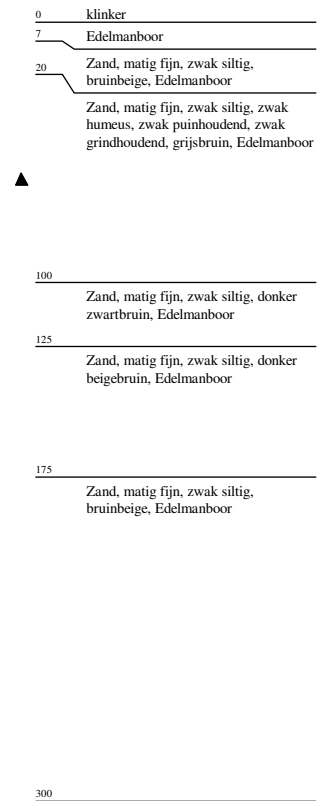 0 klinker
7 Edelmanboor
20 Zand, matig fijn, zwak siltig,
bruinbeige, Edelmanboor
Zand, matig fijn, zwak siltig, zwak
humeus, zwak puinhoudend, zwak
grindhoudend, grijsbruin, Edelmanboor
100
Zand, matig fijn, zwak siltig, donker
zwartbruin, Edelmanboor
125
Zand, matig fijn, zwak siltig, donker
beigebruin, Edelmanboor
175
Zand, matig fijn, zwak siltig,
bruinbeige, Edelmanboor
300